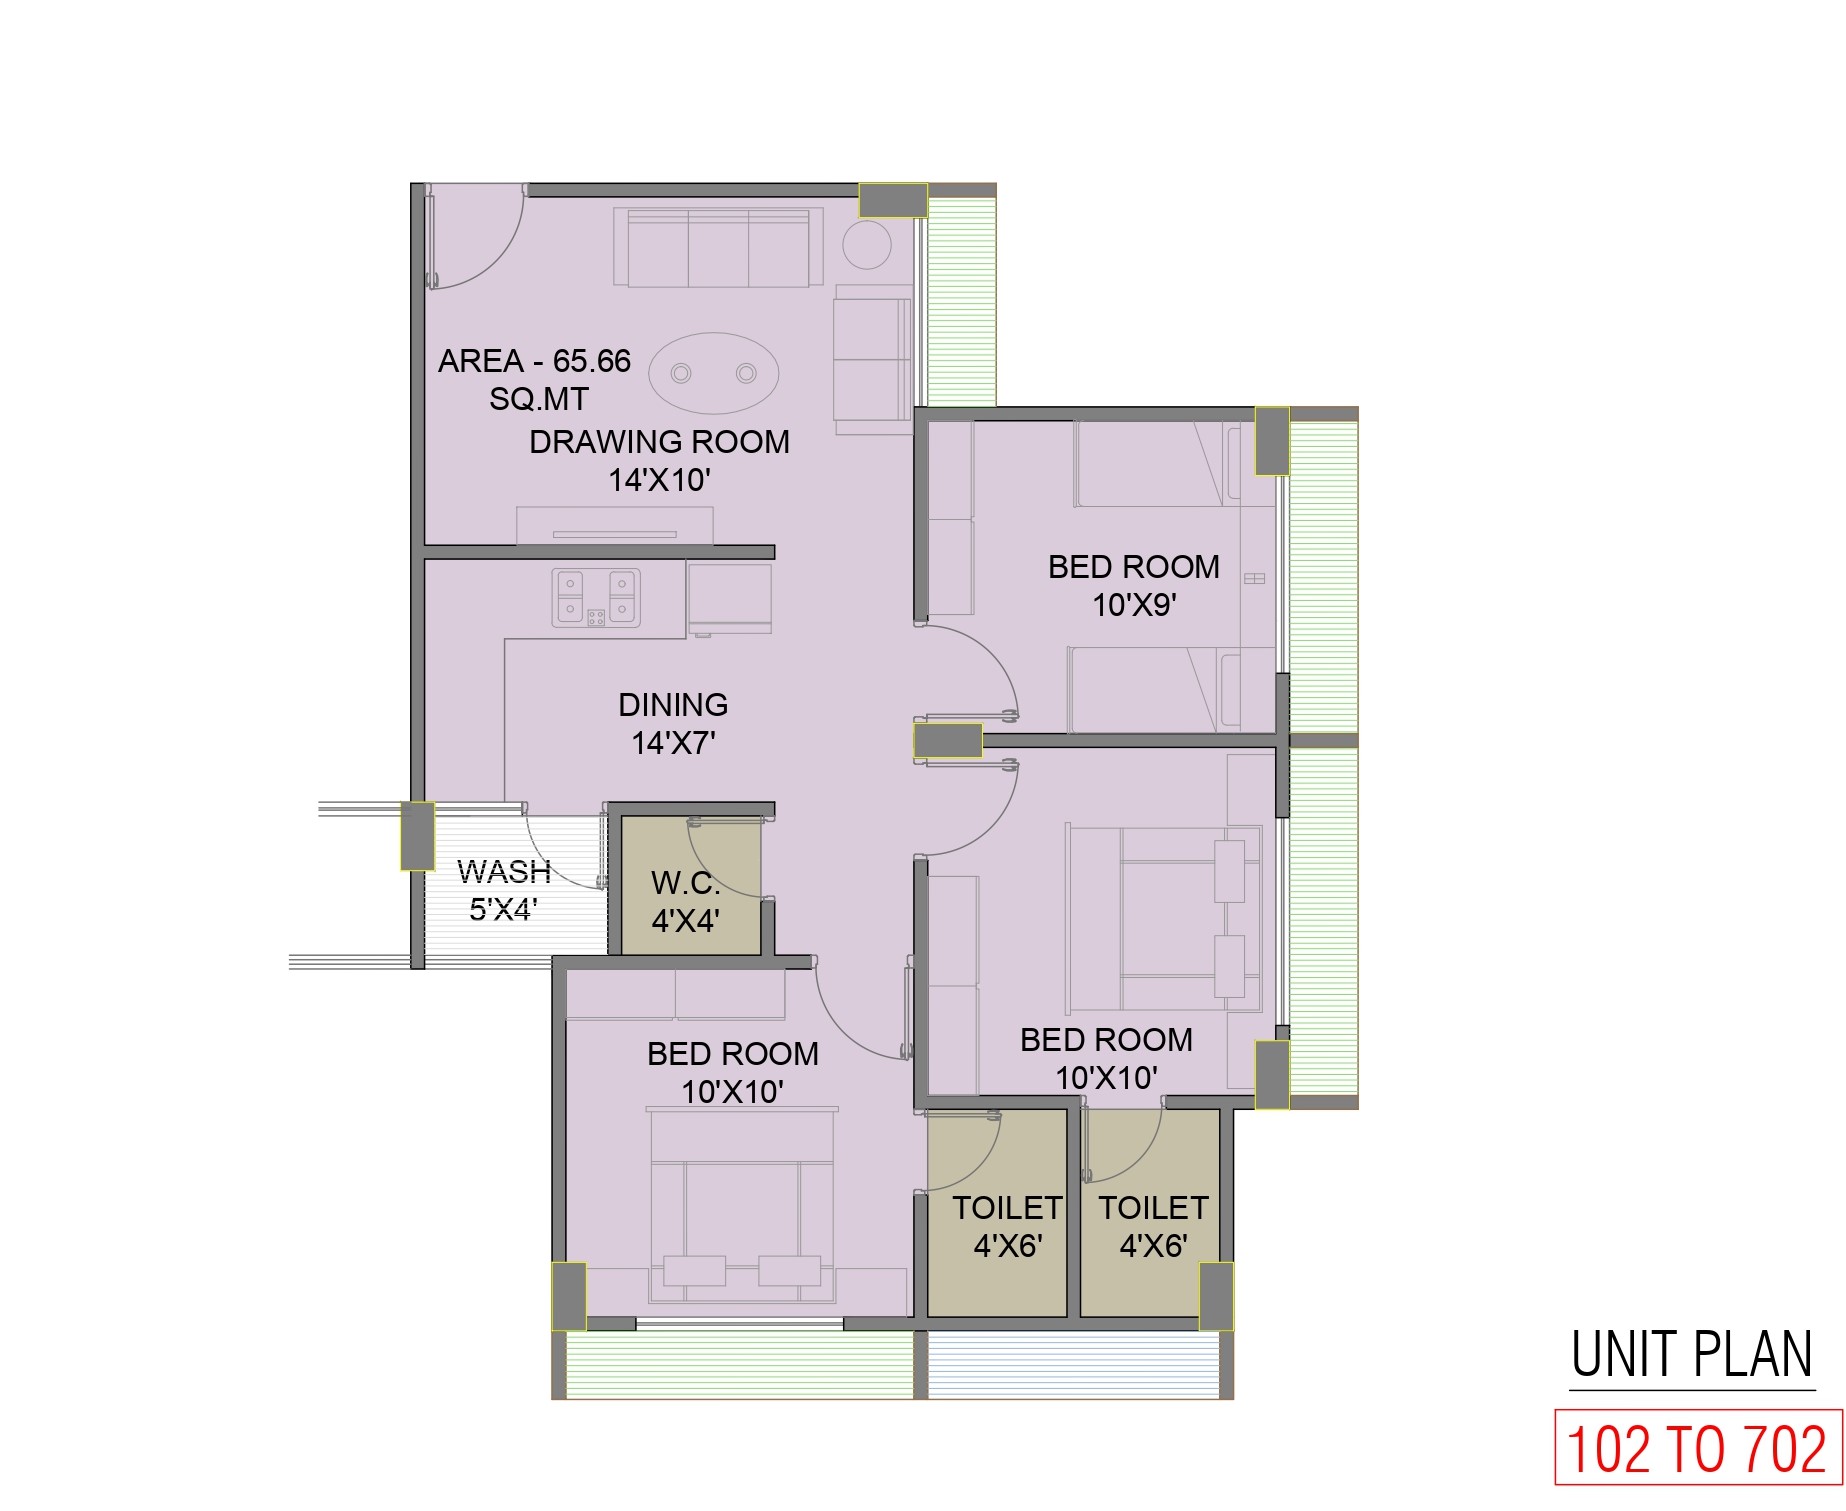 AREA - 65.66
SQ.MT
DRAWING ROOM
14'X10'
BED ROOM
10'X9'
DINING
14'X7'
WASH
5'X4'
W.C.
4'X4'
BED ROOM
10'X10'
BED ROOM
10'X10'
TOILET
4'X6'
TOILET
4'X6'
UNIT PLAN
102 TO 702